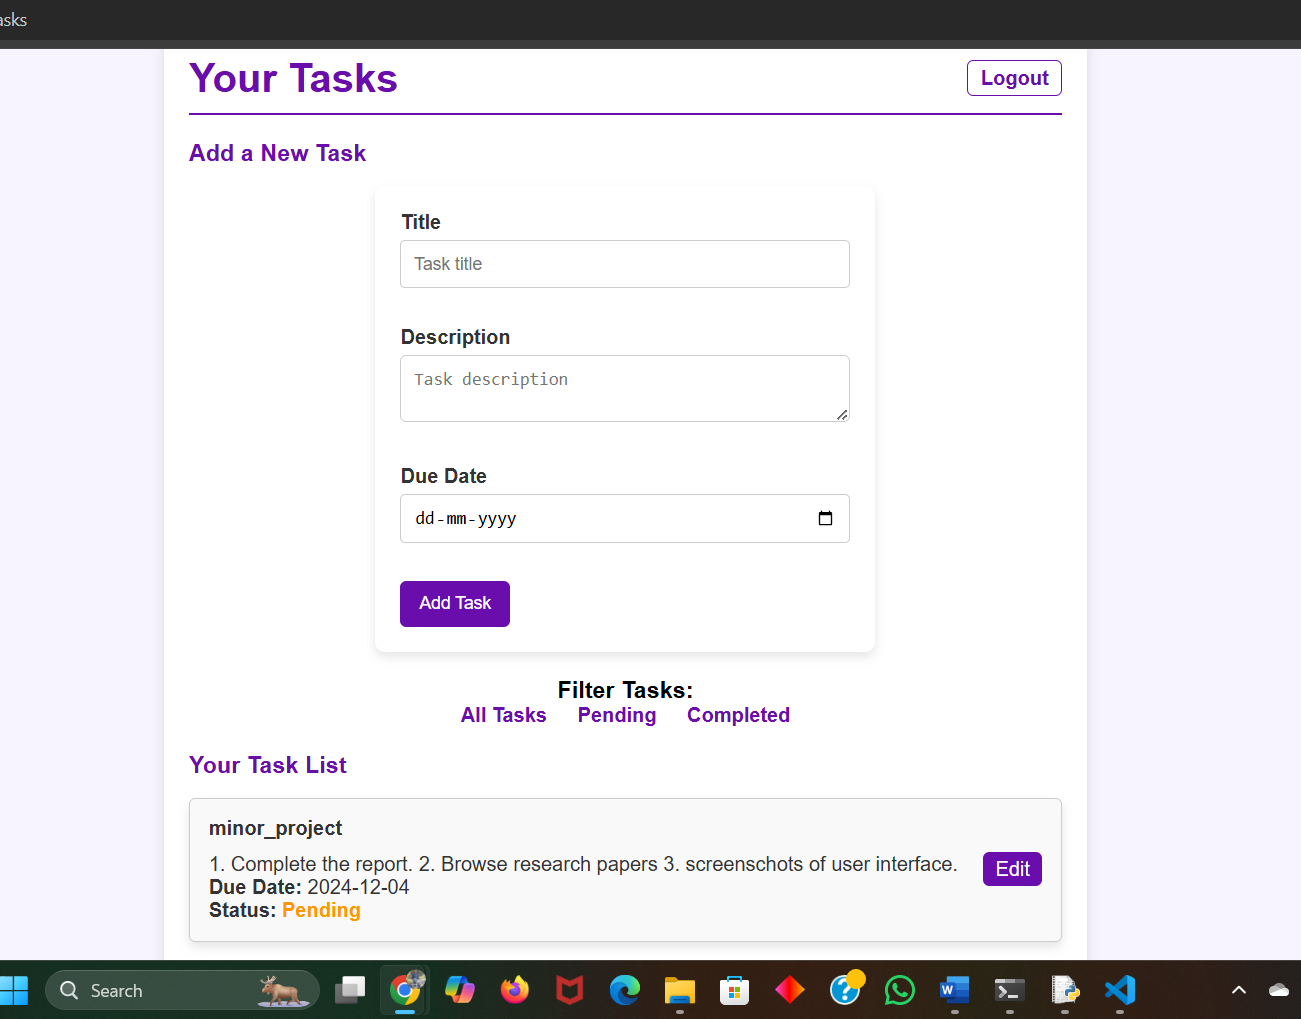 asks
Your Tasks
Logout
Add a New Task
Title
Task title
Description
Task description
Due Date
dd-mm-yyyy
Add Task
Filter Tasks:
All Tasks Pending Completed
Your Task List
minor_project
1. Complete the report. 2. Browse research papers 3. screenschots of user interface.
Edit
Due Date: 2024-12-04
Status: Pending
Search